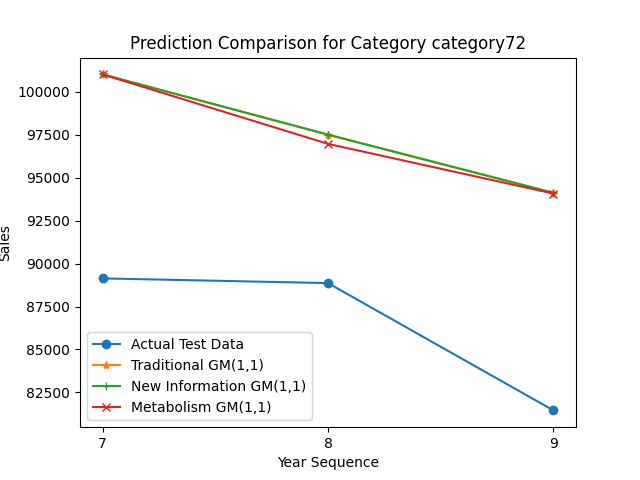 Prediction Comparison for Category category72
100000
97500
95000
92500
90000
87500
85000
82500
Sales
Actual Test Data
Traditional GM(1,1)
New Information GM(1,1)
Metabolism GM(1,1)
7
8
9
Year Sequence